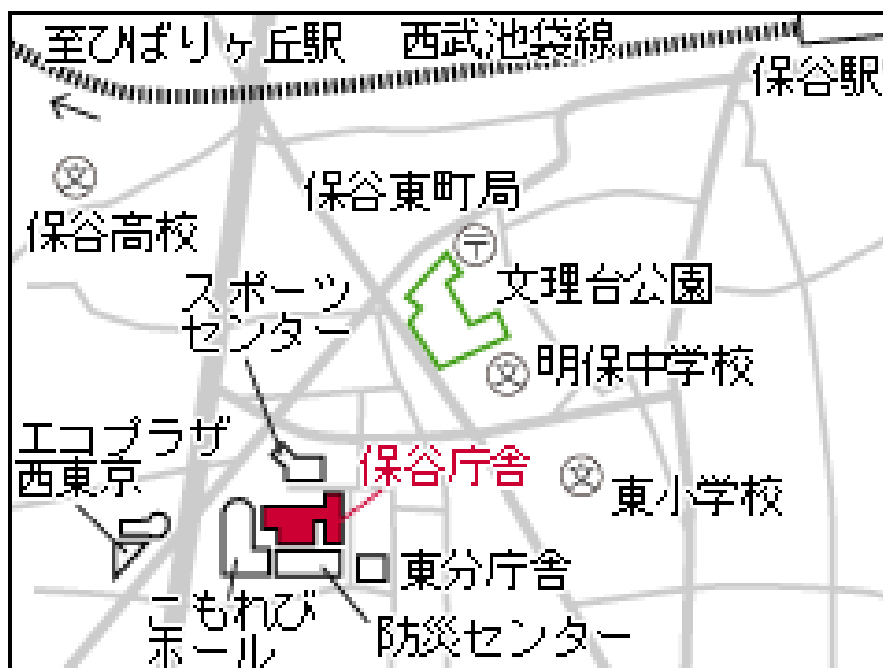 至ひばりヶ丘駅
西武池袋線
保谷駅
文
保谷高校
保谷東町局
〒
文理台公園
スポーツ
センター
文
明保中学校
エコプラザ
西東京
保谷庁舎
文
東小学校
東分庁舎
こもれび
ホール
防災センター